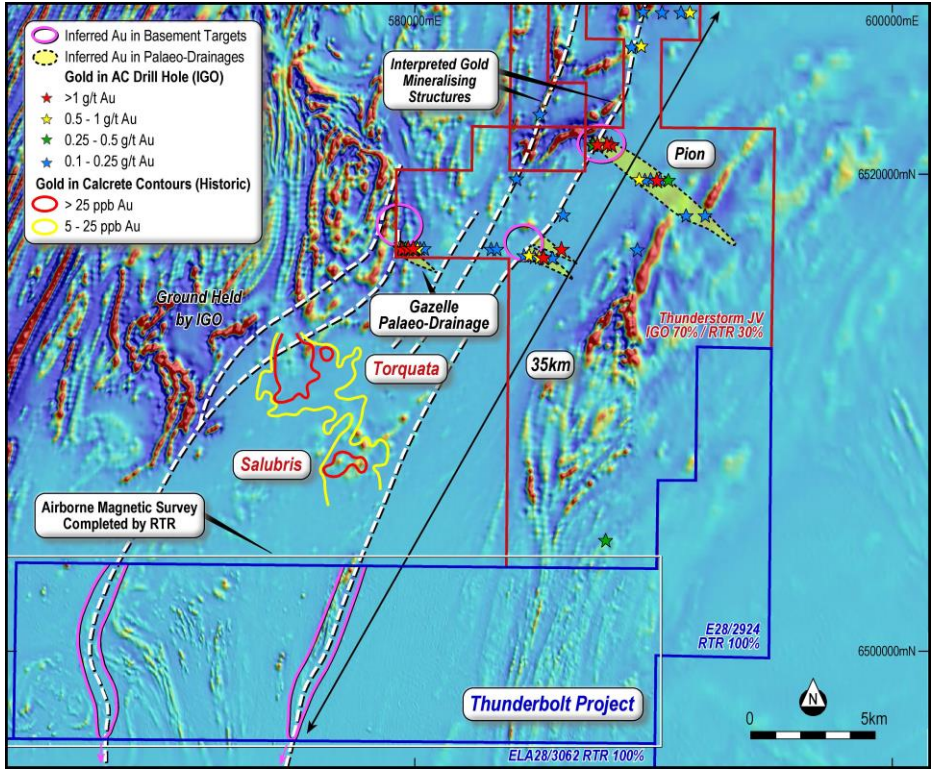 580000mE
600000mE
Inferred Au in Basement Targets
Inferred Au in Palaeo-Drainages
Gold in AC Drill Hole (IGO)
>1 g/t Au
0.5 - 1 g/t Au
0.25 - 0.5 g/t Au
0.1 - 0.25 g/t Au
Gold in Calcrete Contours (Historic)
> 25 ppb Au
5 - 25 ppb Au
Interpreted Gold
Mineralising
Structures
Pion
6520000mN
Ground Held
by IGO
Gazelle
Palaeo-Drainage
Thunderstorm JV
IGO 70% / RTR 30%
35km
Torquata
Salubris
Airborne Magnetic Survey
Completed by RTR
E28/2924
RTR 100%
6500000mN
Thunderbolt Project
N
0
5km
ELA28/3062 RTR 100%